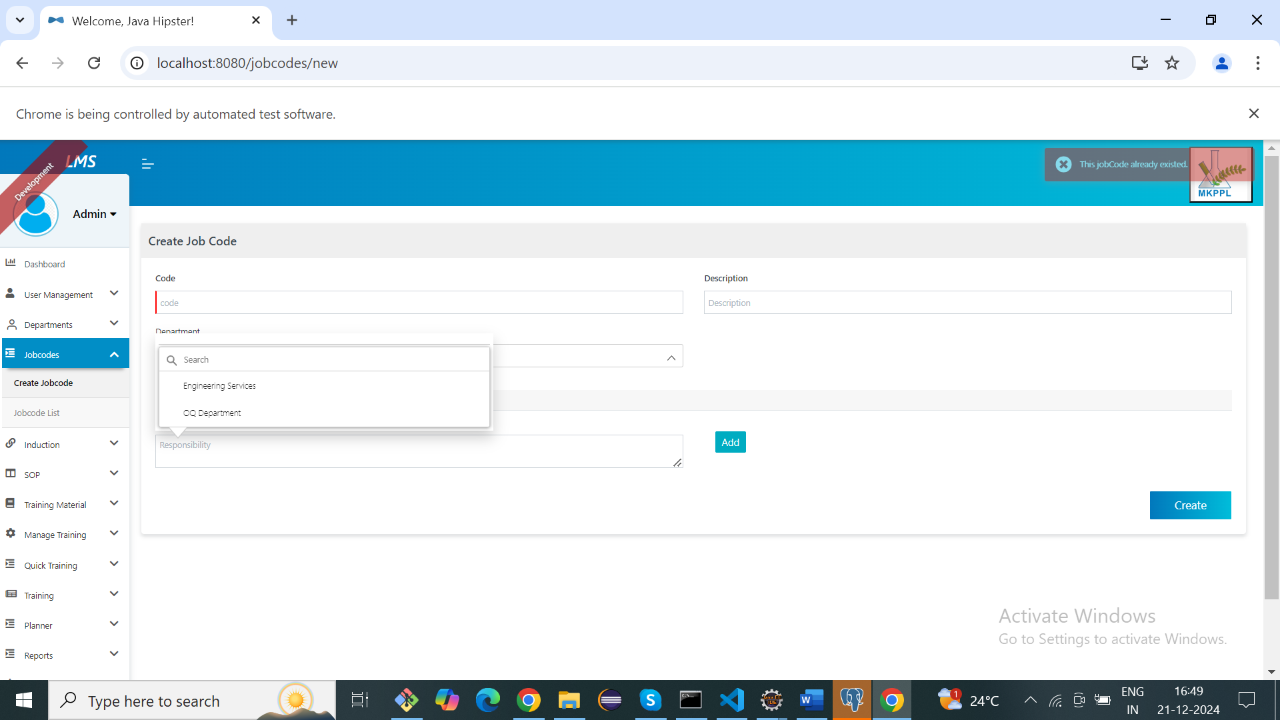 Welcome, Java Hipster!
localhost:8080/jobcodes/new
Chrome is being controlled by automated test software.
LMS
Development
This jobCode already existed.
MKPPL
Admin
Dashboard
User Management
Departments
Jobcodes
Create Jobcode
Jobcode List
Induction
SOP
Training Material
Manage Training
Quick Training
Training
Planner
Reports
Create Job Code
Code
Description
code
Description
Department
Search
Engineering Services
OQ Department
Responsibility
Add
Create
Activate Windows
Go to Settings to activate Windows.
Type here to search
1
24°C
ENG
IN
16:49
21-12-2024